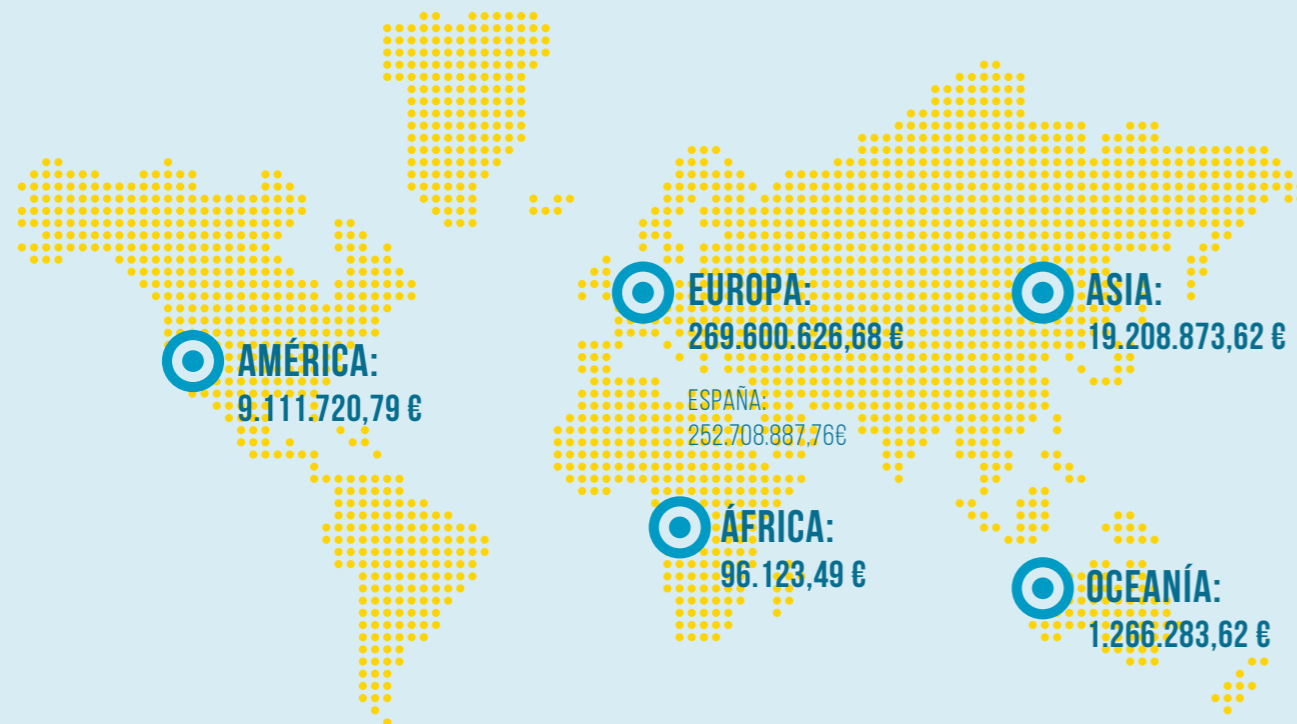 EUROPA:
269.600.626,68 €
ESPAÑA:
252.708.887,76€
ASIA:
19.208.873,62 €
AMÉRICA:
9.111.720,79 €
ÁFRICA:
96.123,49 €
OCEANÍA:
1.266.283,62 €